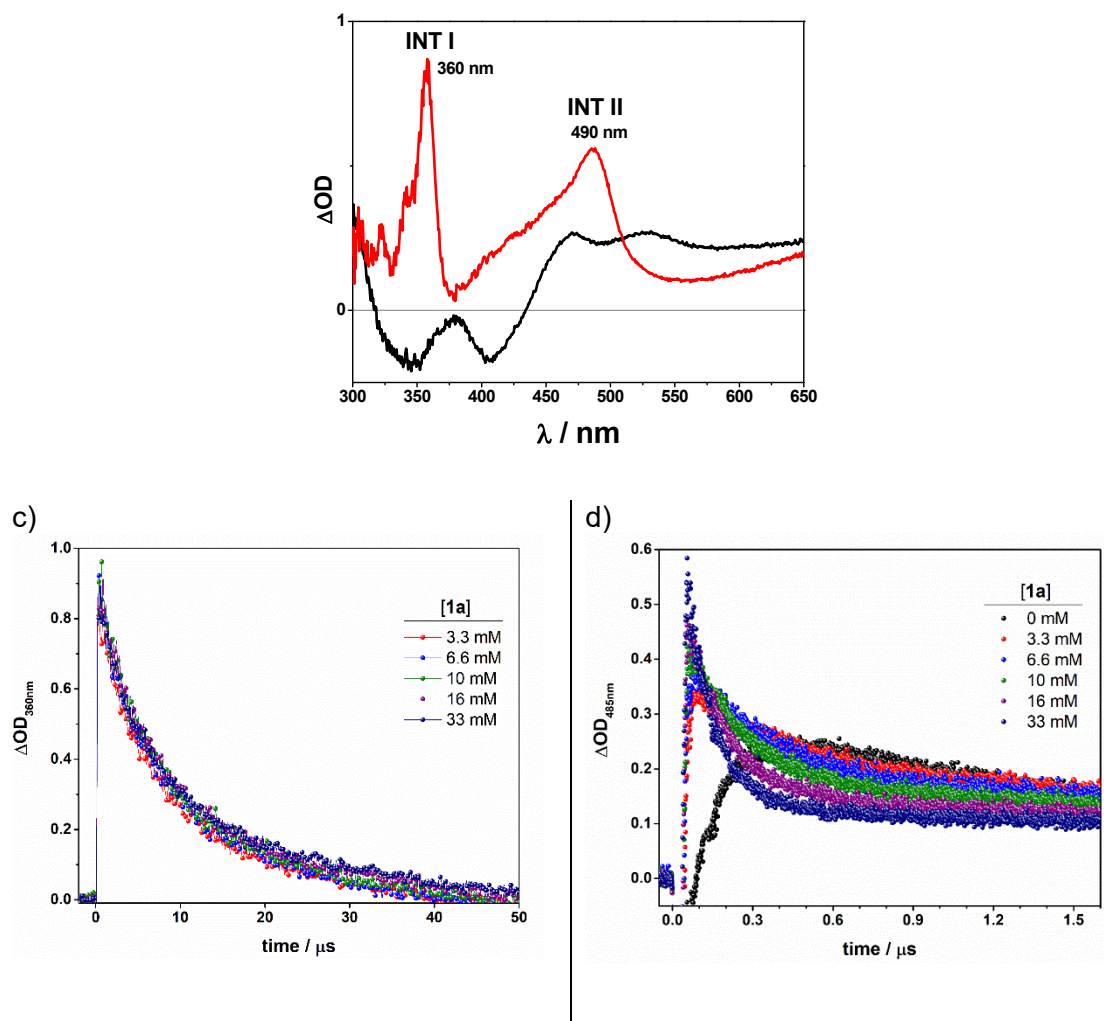 1
INT I
360 nm
INT II
490 nm
ΔOD
0
300 350 400 450 500 550 600 650
λ / nm
c)
1.0
0.8
0.6
0.4
0.2
0.0
ΔOD360nm
[1a]
3.3 mM
6.6 mM
10 mM
16 mM
33 mM
0 10 20 30 40 50
time / μs
d)
0.6
0.5
0.4
0.3
0.2
0.1
0.0
ΔOD485nm
[1a]
0 mM
3.3 mM
6.6 mM
10 mM
16 mM
33 mM
0.0 0.3 0.6 0.9 1.2 1.5
time / μs